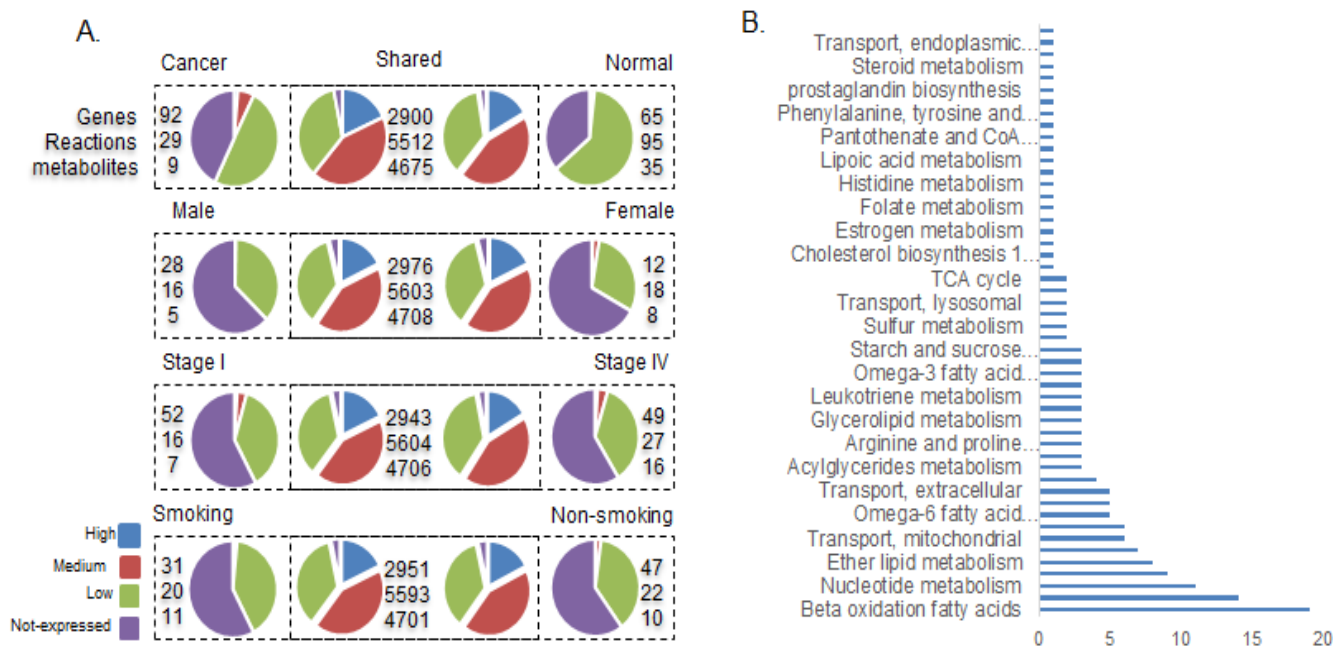 A.
Cancer
Shared
Normal
Genes
Reactions
metabolites
92
29
9
2900
5512
4675
65
95
35
Male
Female
28
16
5
2976
5603
4708
12
18
8
Stage I
Stage IV
52
16
7
2943
5604
4706
49
27
16
Smoking
Non-smoking
High
Medium
Low
Not-expressed
31
20
11
2951
5593
4701
47
22
10
B.
Transport, endoplasmic...
Steroid metabolism
prostaglandin biosynthesis
Phenylalanine, tyrosine and...
Pantothenate and CoA...
Lipoic acid metabolism
Histidine metabolism
Folate metabolism
Estrogen metabolism
Cholesterol biosynthesis 1...
TCA cycle
Transport, lysosomal
Sulfur metabolism
Starch and sucrose...
Omega-3 fatty acid...
Leukotriene metabolism
Glycerolipid metabolism
Arginine and proline...
Acylglycerides metabolism
Transport, extracellular
Omega-6 fatty acid...
Transport, mitochondrial
Ether lipid metabolism
Nucleotide metabolism
Beta oxidation fatty acids
0 5 10 15 20